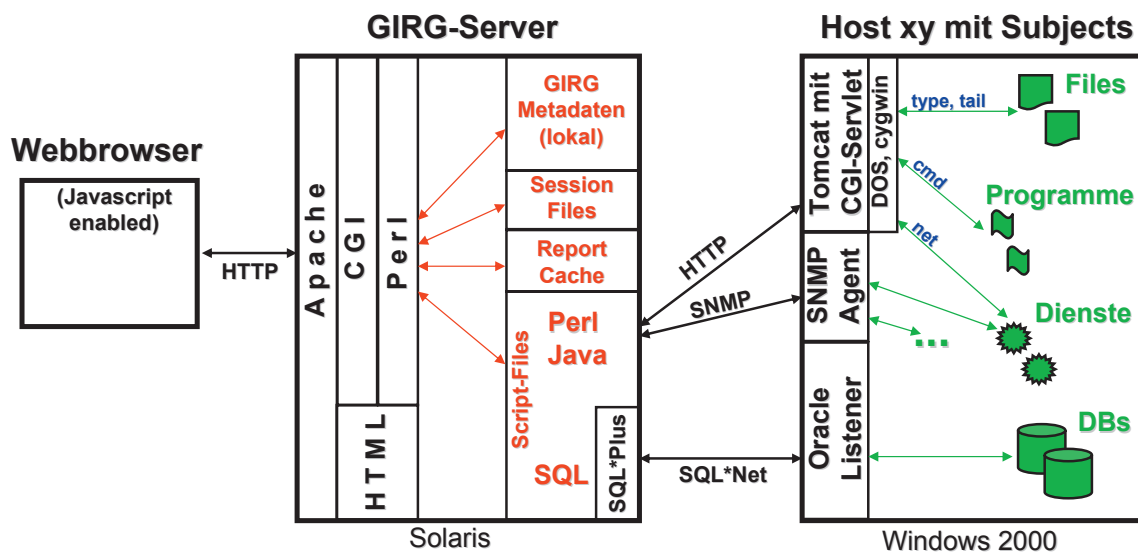 GIRG-Server
Host xy mit Subjects
Webbrowser
(Javascript
enabled)
HTTP
Apache
CGI
Perl
HTML
GIRG
Metadaten
(lokal)
Session
Files
Report
Cache
Script-Files
Perl
Java
SQL
SQL*Plus
Solaris
HTTP
SNMP
SQL*Net
Tomcat mit
CGI-Servlet
DOS, cygwin
SNMP
Agent
Oracle
Listener
type, tail
Files
cmd
Programme
net
Dienste
...
DBs
Windows 2000